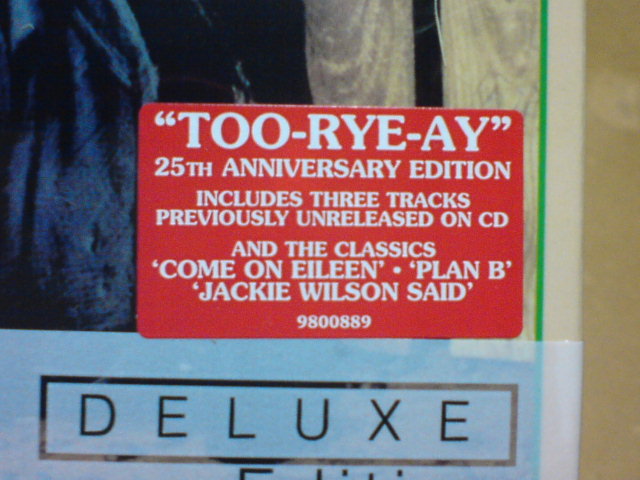 “TOO-RYE-AY”
25TH ANNIVERSARY EDITION
INCLUDES THREE TRACKS
PREVIOUSLY UNRELEASED ON CD
AND THE CLASSICS
‘COME ON EILEEN’ • ‘PLAN B’
‘JACKIE WILSON SAID’
9800889
DELUXE